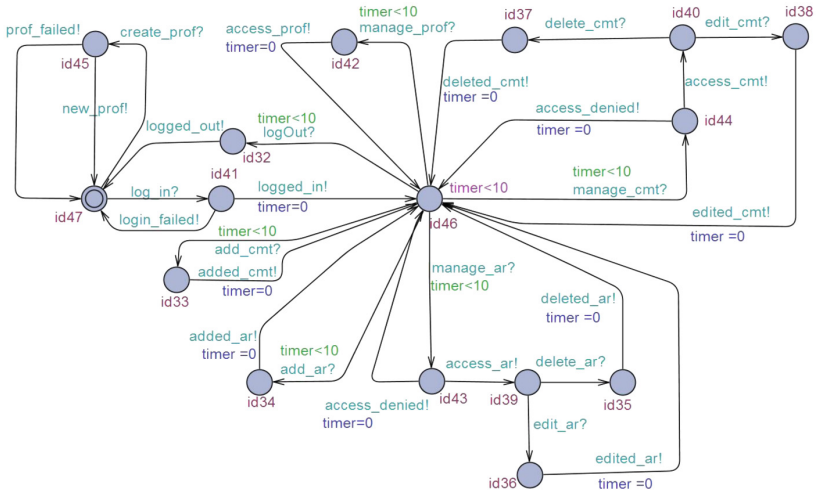 prof_failed!
create_prof?
id45
new_prof!
access_prof!
timer=0
timer<10
manage_prof?
id42
id37
delete_cmt?
id40
edit_cmt?
id38
deleted_cmt!
timer =0
access_cmt!
access_denied!
timer =0
id44
logged_out!
timer<10
logOut?
id32
id41
log_in?
logged_in!
timer=0
login_failed!
id47
timer<10
id46
timer<10
manage_cmt?
edited_cmt!
timer =0
timer<10
add_cmt?
added_cmt!
timer=0
id33
manage_ar?
timer<10
deleted_ar!
timer =0
added_ar!
timer =0
timer<10
add_ar?
id34
access_denied!
timer=0
id43
access_ar!
id39
delete_ar?
id35
edit_ar?
id36
edited_ar!
timer =0